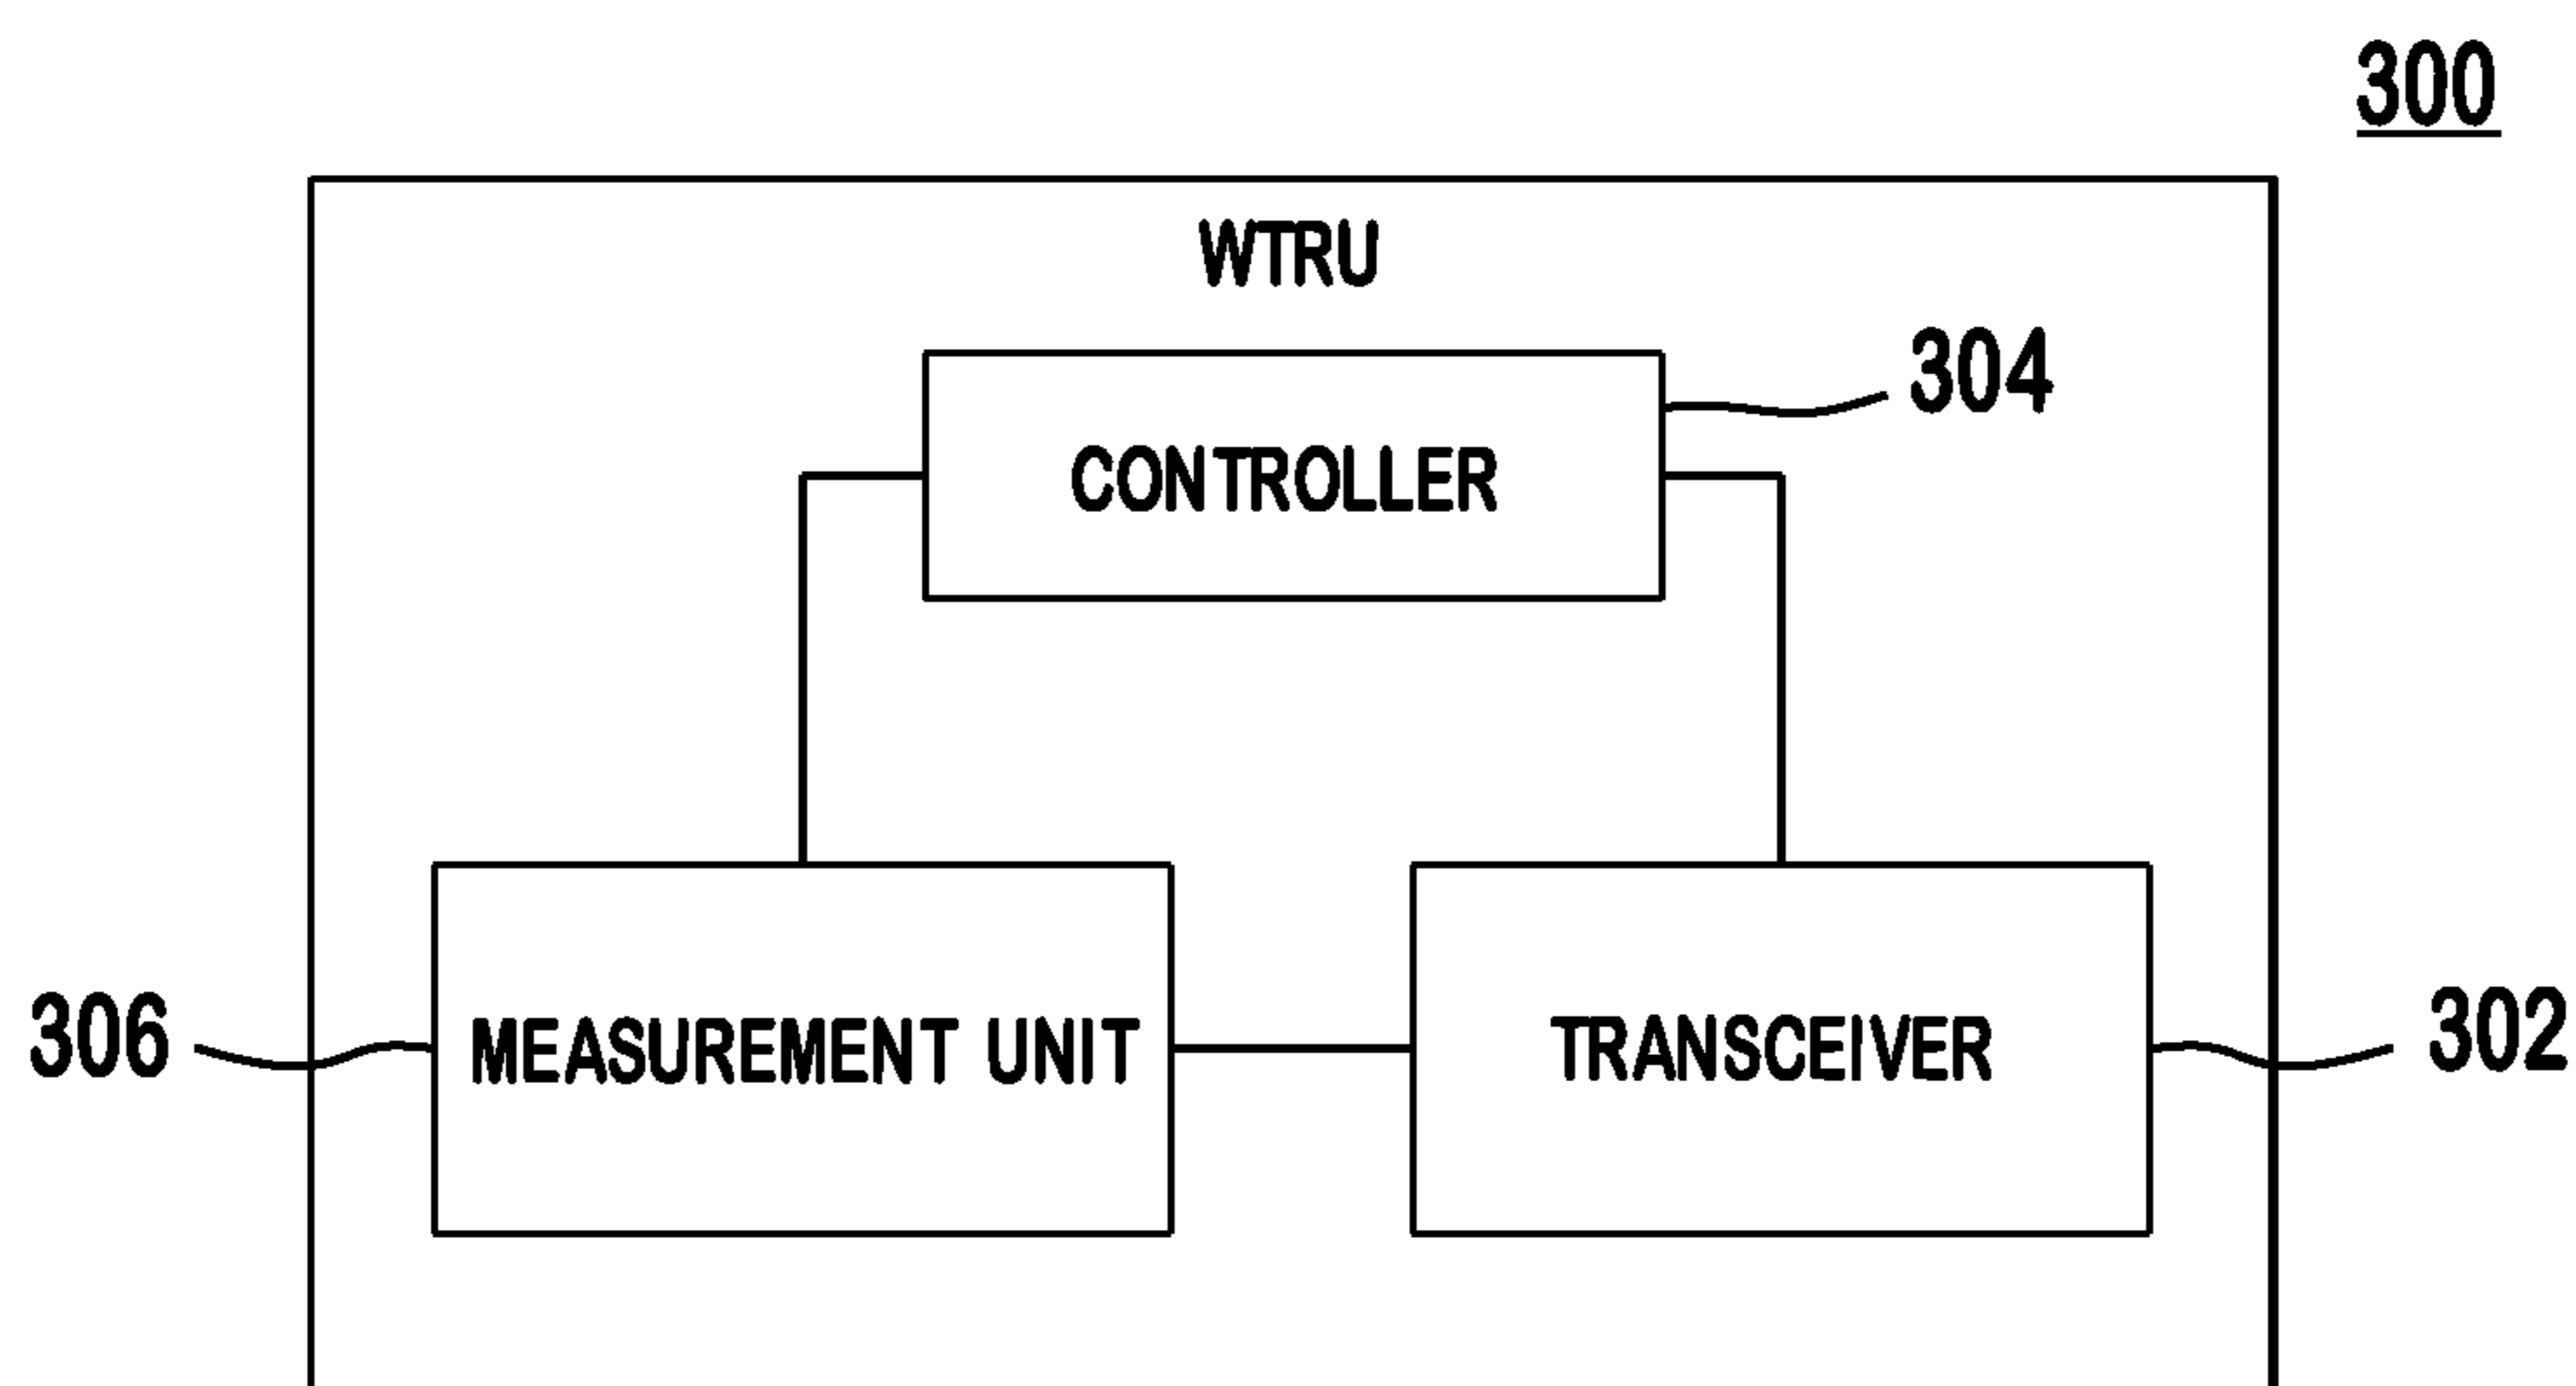 300
WTRU
304
CONTROLLER
306
MEASUREMENT UNIT
TRANSCEIVER
302